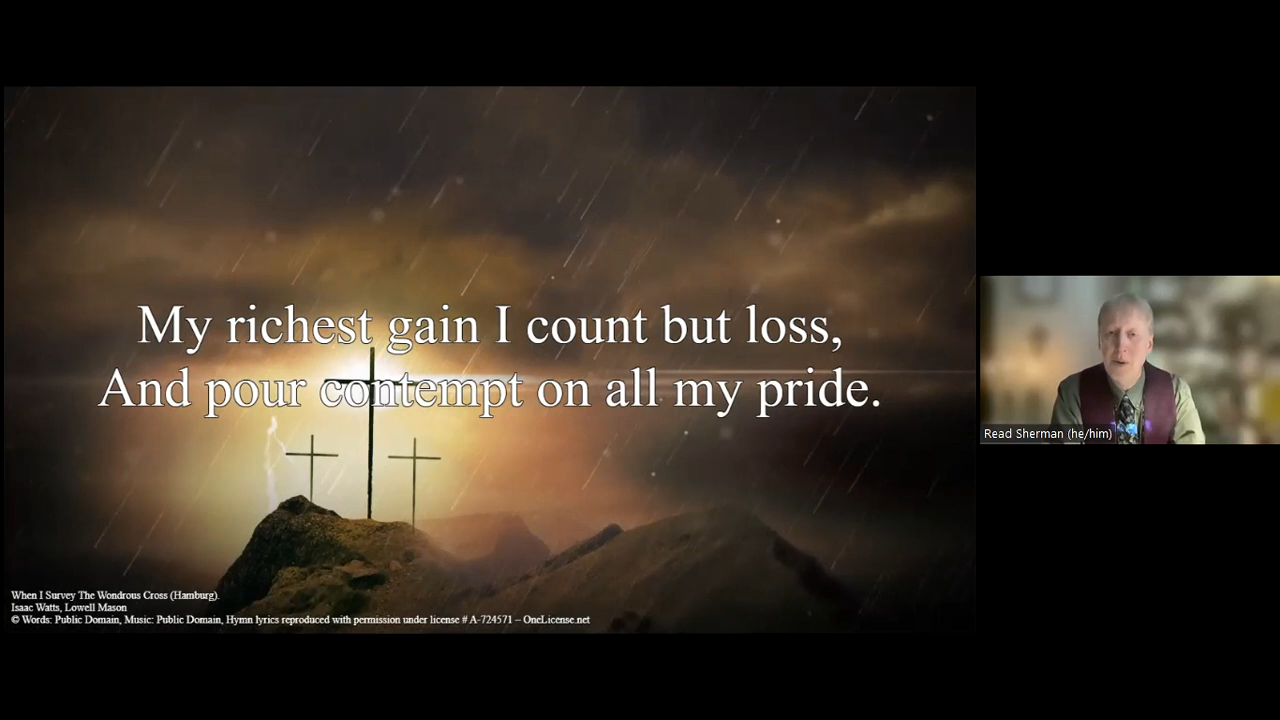 My richest gain I count but loss,
And pour contempt on all my pride.
When I Survey The Wondrous Cross (Hamburg).
Isaac Watts, Lowell Mason
© Words: Public Domain, Music: Public Domain, Hymn lyrics reproduced with permission under license # A-724571 – OneLicense.net
Read Sherman (he/him)